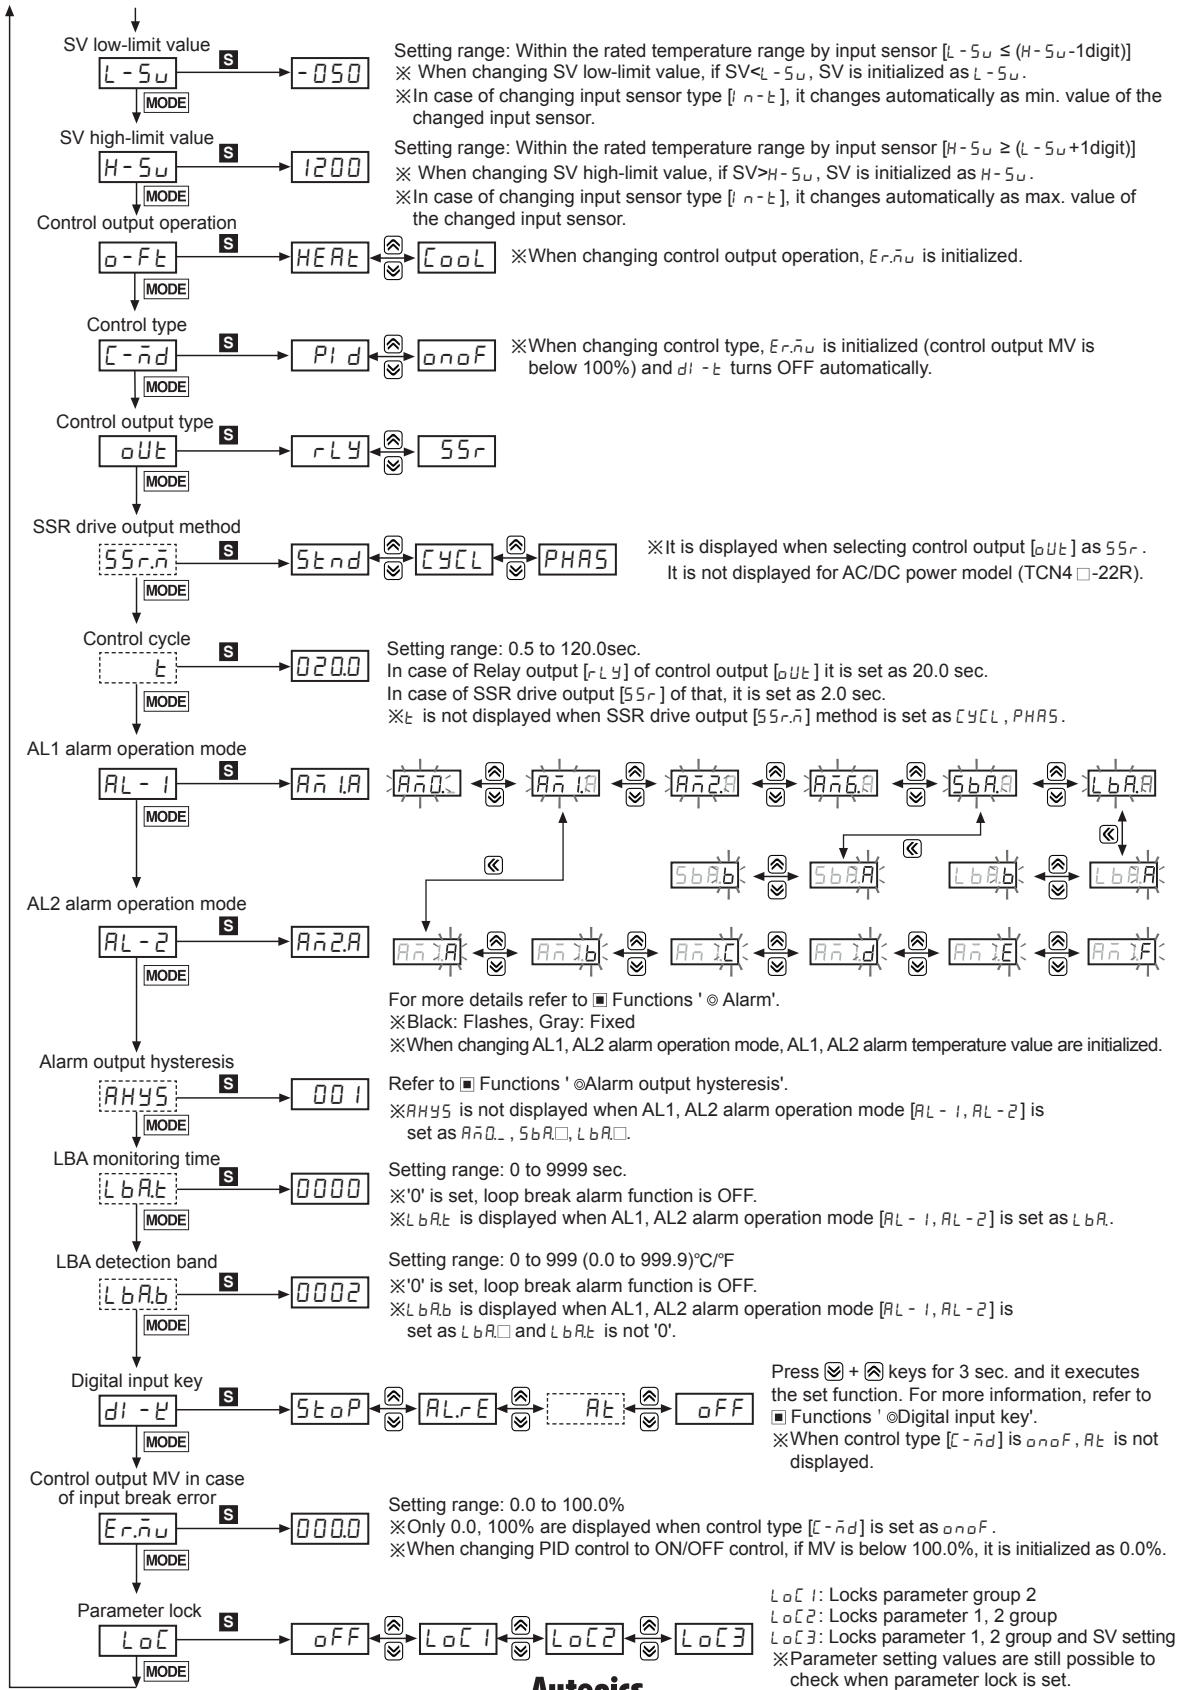 SV low-limit value
L-Su S -050
MODE
Setting range: Within the rated temperature range by input sensor [L-Su ≤ (H-Su-1digit)]
※ When changing SV low-limit value, if SV<L-Su, SV is initialized as L-Su.
※In case of changing input sensor type [In-t], it changes automatically as min. value of the
changed input sensor.
SV high-limit value
H-Su S 1200
MODE
Setting range: Within the rated temperature range by input sensor [H-Su ≥ (L-Su+1digit)]
※ When changing SV high-limit value, if SV>H-Su, SV is initialized as H-Su.
※In case of changing input sensor type [In-t], it changes automatically as max. value of
the changed input sensor.
Control output operation
o-Ft S HEAt CooL
MODE
※When changing control output operation, Er.mu is initialized.
Control type
C-md S PId onoF
MODE
※When changing control type, Er.mu is initialized (control output MV is
below 100%) and dI-t turns OFF automatically.
Control output type
oUt S rLY SSr
MODE
SSR drive output method
SSr.m S Stnd CYCL PHAS
MODE
※It is displayed when selecting control output [oUt] as SSr.
It is not displayed for AC/DC power model (TCN4 □-22R).
Control cycle
t S 020.0
MODE
Setting range: 0.5 to 120.0sec.
In case of Relay output [rLY] of control output [oUt] it is set as 20.0 sec.
In case of SSR drive output [SSr] of that, it is set as 2.0 sec.
※t is not displayed when SSR drive output [SSr.m] method is set as CYCL, PHAS.
AL1 alarm operation mode
AL-1 S Am1.A
MODE
Am0._ Am1.A Am2.A Am6.A SbA.A LbA.A
SbA.b SbA.A LbA.b LbA.A
AL2 alarm operation mode
AL-2 S Am2.A
MODE
Am1.A Am1.b Am1.C Am1.d Am1.E Am1.F
For more details refer to ▣ Functions ' ◎ Alarm'.
※Black: Flashes, Gray: Fixed
※When changing AL1, AL2 alarm operation mode, AL1, AL2 alarm temperature value are initialized.
Alarm output hysteresis
AHYS S 001
MODE
Refer to ▣ Functions ' ◎Alarm output hysteresis'.
※AHYS is not displayed when AL1, AL2 alarm operation mode [AL-1, AL-2] is
set as Am0._, SbA.□, LbA.□.
LBA monitoring time
LbA.t S 0000
MODE
Setting range: 0 to 9999 sec.
※'0' is set, loop break alarm function is OFF.
※LbA.t is displayed when AL1, AL2 alarm operation mode [AL-1, AL-2] is set as LbA.
LBA detection band
LbA.b S 0002
MODE
Setting range: 0 to 999 (0.0 to 999.9)℃/℉
※'0' is set, loop break alarm function is OFF.
※LbA.b is displayed when AL1, AL2 alarm operation mode [AL-1, AL-2] is
set as LbA.□ and LbA.t is not '0'.
Digital input key
dI-k S StoP AL.rE At oFF
MODE
Press + keys for 3 sec. and it executes
the set function. For more information, refer to
▣ Functions ' ◎Digital input key'.
※When control type [C-md] is onoF, At is not
displayed.
Control output MV in case
of input break error
Er.mu S 000.0
MODE
Setting range: 0.0 to 100.0%
※Only 0.0, 100% are displayed when control type [C-md] is set as onoF.
※When changing PID control to ON/OFF control, if MV is below 100.0%, it is initialized as 0.0%.
Parameter lock
LoC S oFF LoC1 LoC2 LoC3
MODE
LoC1: Locks parameter group 2
LoC2: Locks parameter 1, 2 group
LoC3: Locks parameter 1, 2 group and SV setting
※Parameter setting values are still possible to
check when parameter lock is set.
Autonics